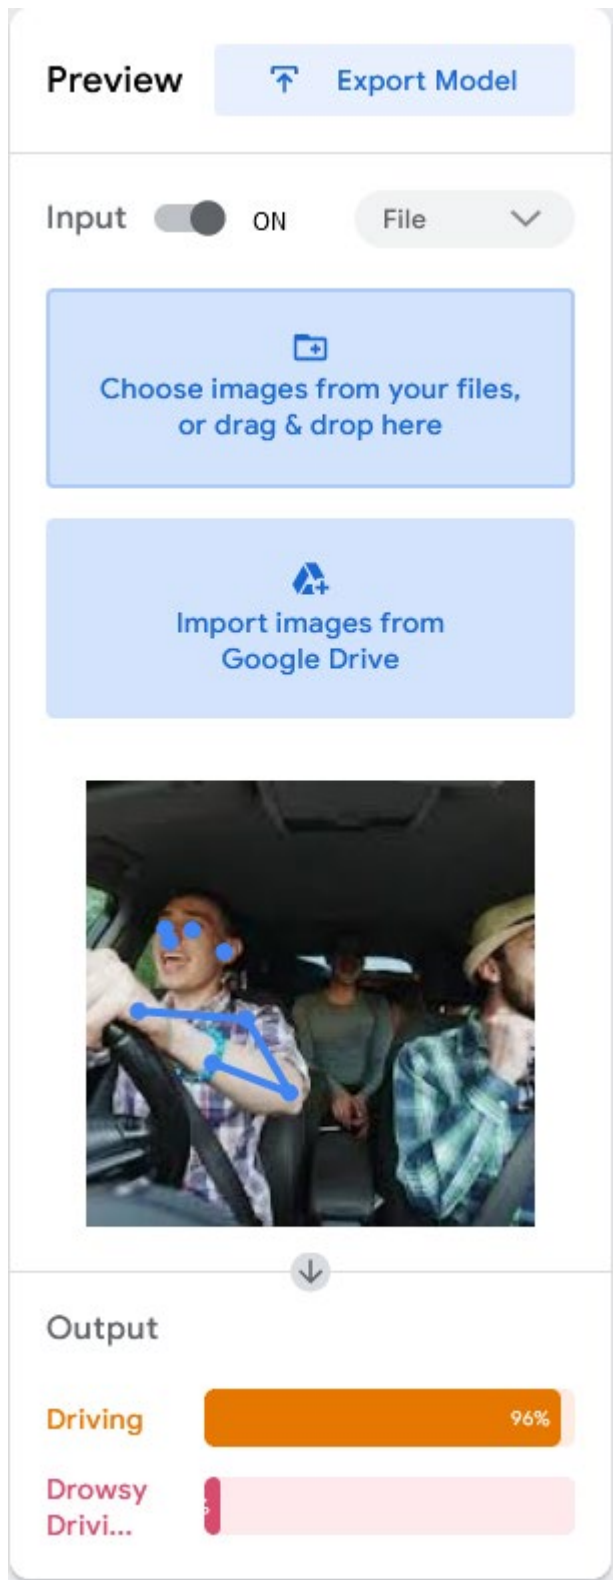 Preview
Export Model
Input ON File
Choose images from your files,
or drag & drop here
Import images from
Google Drive
Output
Driving 96%
Drowsy
Drivi...